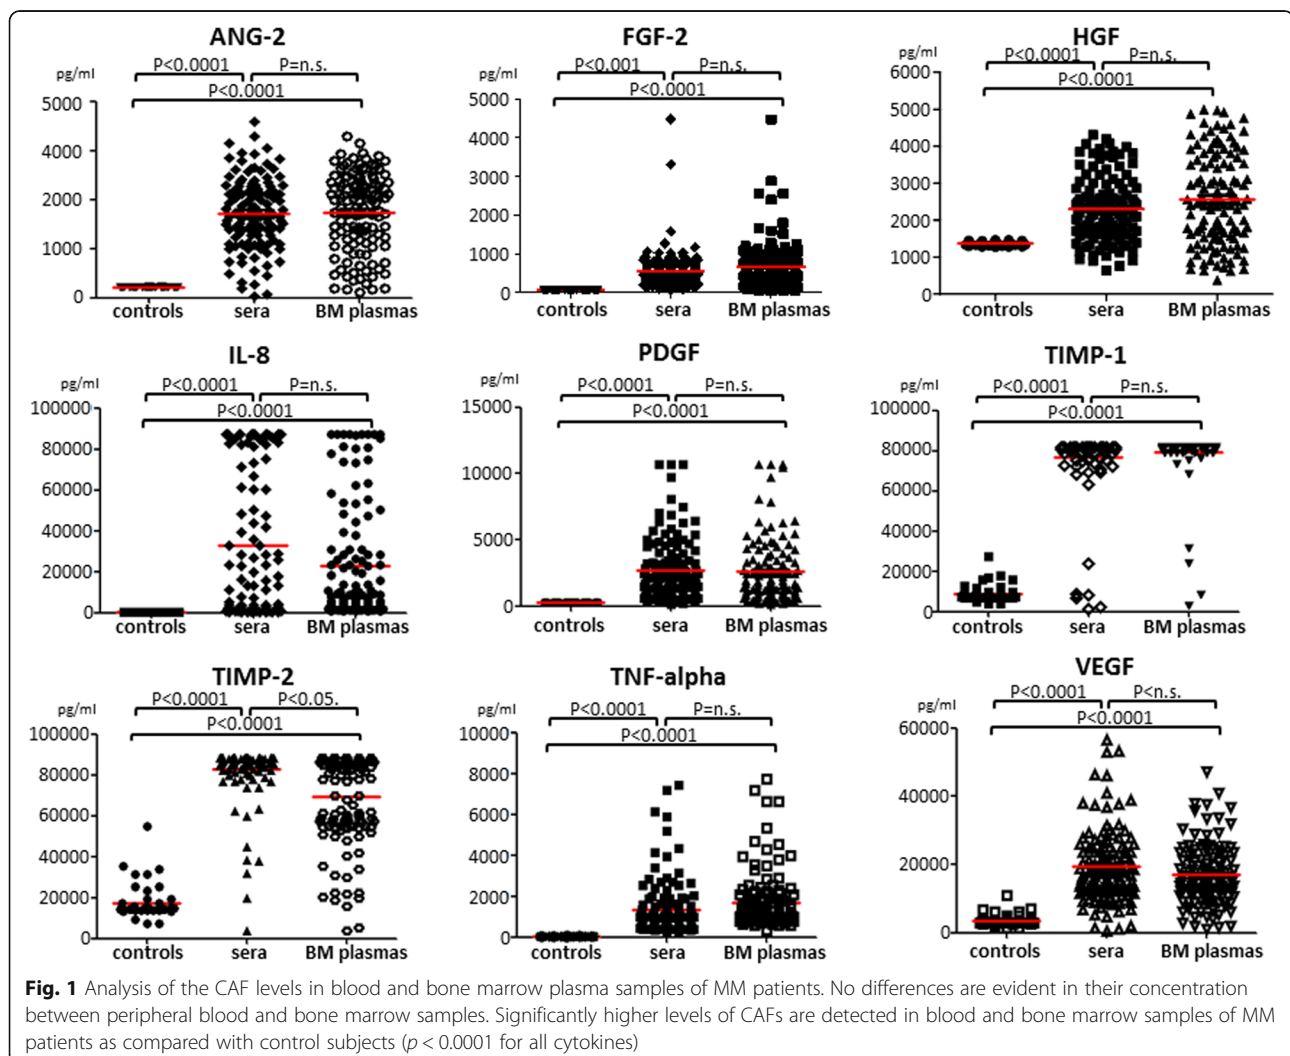 ANG-2
pg/ml
P<0.0001 P=n.s.
P<0.0001
5000
4000
2000
1000
0
controls sera BM plasmas
FGF-2
pg/ml
P<0.001 P=n.s.
P<0.0001
5000
4000
3000
2000
1000
0
controls sera BM plasmas
HGF
pg/ml
P<0.0001 P=n.s.
P<0.0001
6000
5000
4000
3000
2000
1000
0
controls sera BM plasmas
IL-8
pg/ml
P<0.0001 P=n.s.
P<0.0001
100000
80000
60000
40000
20000
0
controls sera BM plasmas
PDGF
pg/ml
P<0.0001 P=n.s.
P<0.0001
15000
10000
5000
0
controls sera BM plasmas
TIMP-1
pg/ml
P<0.0001 P=n.s.
P<0.0001
100000
80000
60000
40000
20000
0
controls sera BM plasmas
TIMP-2
P<0.0001 P<0.05.
pg/ml
P<0.0001
100000
80000
60000
40000
20000
0
controls sera BM plasmas
TNF-alpha
pg/ml
P<0.0001 P=n.s.
P<0.0001
10000
8000
6000
4000
2000
0
controls sera BM plasmas
VEGF
P<0.0001 P<n.s.
pg/ml
P<0.0001
60000
40000
20000
0
controls sera BM plasmas
Fig. 1 Analysis of the CAF levels in blood and bone marrow plasma samples of MM patients. No differences are evident in their concentration
between peripheral blood and bone marrow samples. Significantly higher levels of CAFs are detected in blood and bone marrow samples of MM
patients as compared with control subjects (p < 0.0001 for all cytokines)